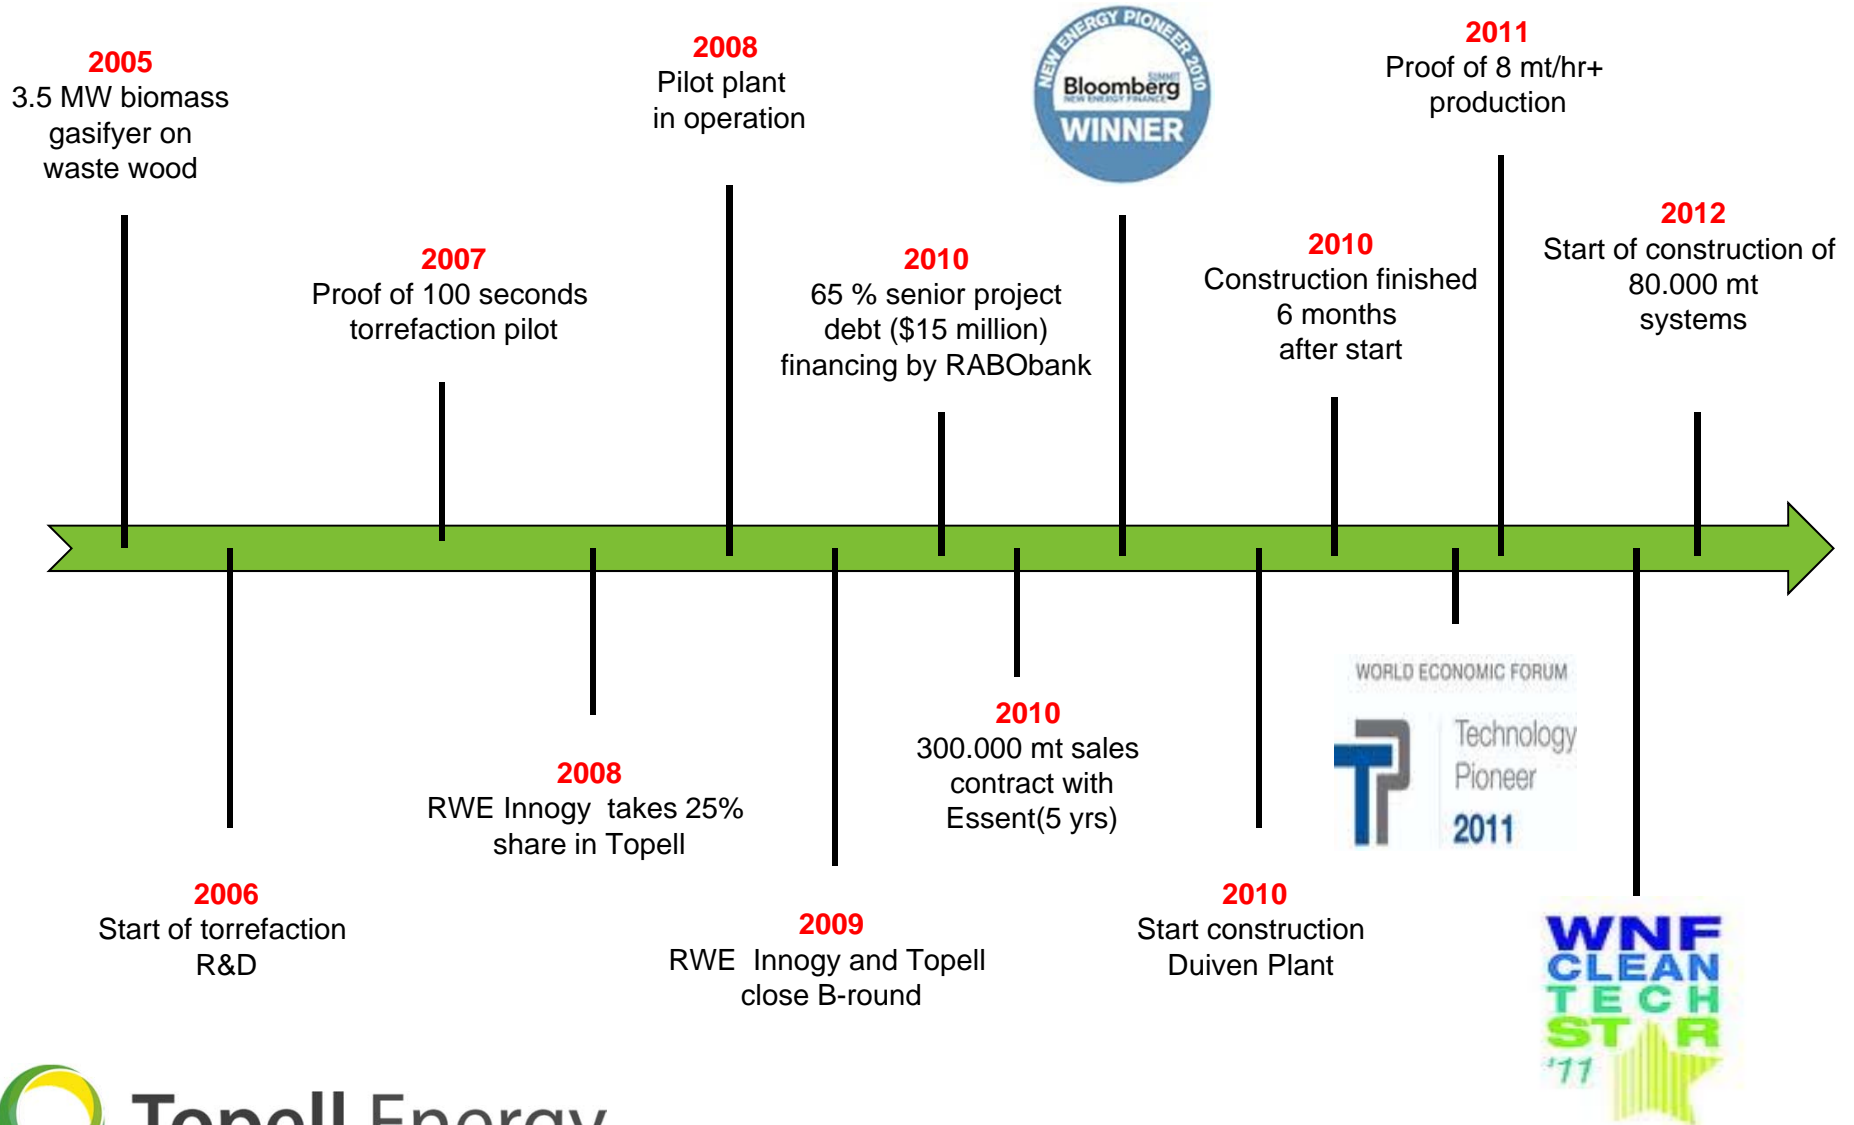 2005
3.5 MW biomass
gasifyer on
waste wood
2006
Start of torrefaction
R&D
2007
Proof of 100 seconds
torrefaction pilot
2008
RWE Innogy  takes 25%
share in Topell
2008
Pilot plant
in operation
2009
RWE  Innogy and Topell
close B-round
2010
65 % senior project
debt ($15 million)
financing by RABObank
2010
300.000 mt sales
contract with
Essent(5 yrs)
NEW ENERGY PIONEER 2010
SUMMIT
Bloomberg
NEW ENERGY FINANCE
WINNER
2010
Start construction
Duiven Plant
2010
Construction finished
6 months
after start
WORLD ECONOMIC FORUM
TP
Technology
Pioneer
2011
2011
Proof of 8 mt/hr+
production
WNF
CLEAN
TECH
STAR
'11
2012
Start of construction of
80.000 mt
systems
Topell Energy